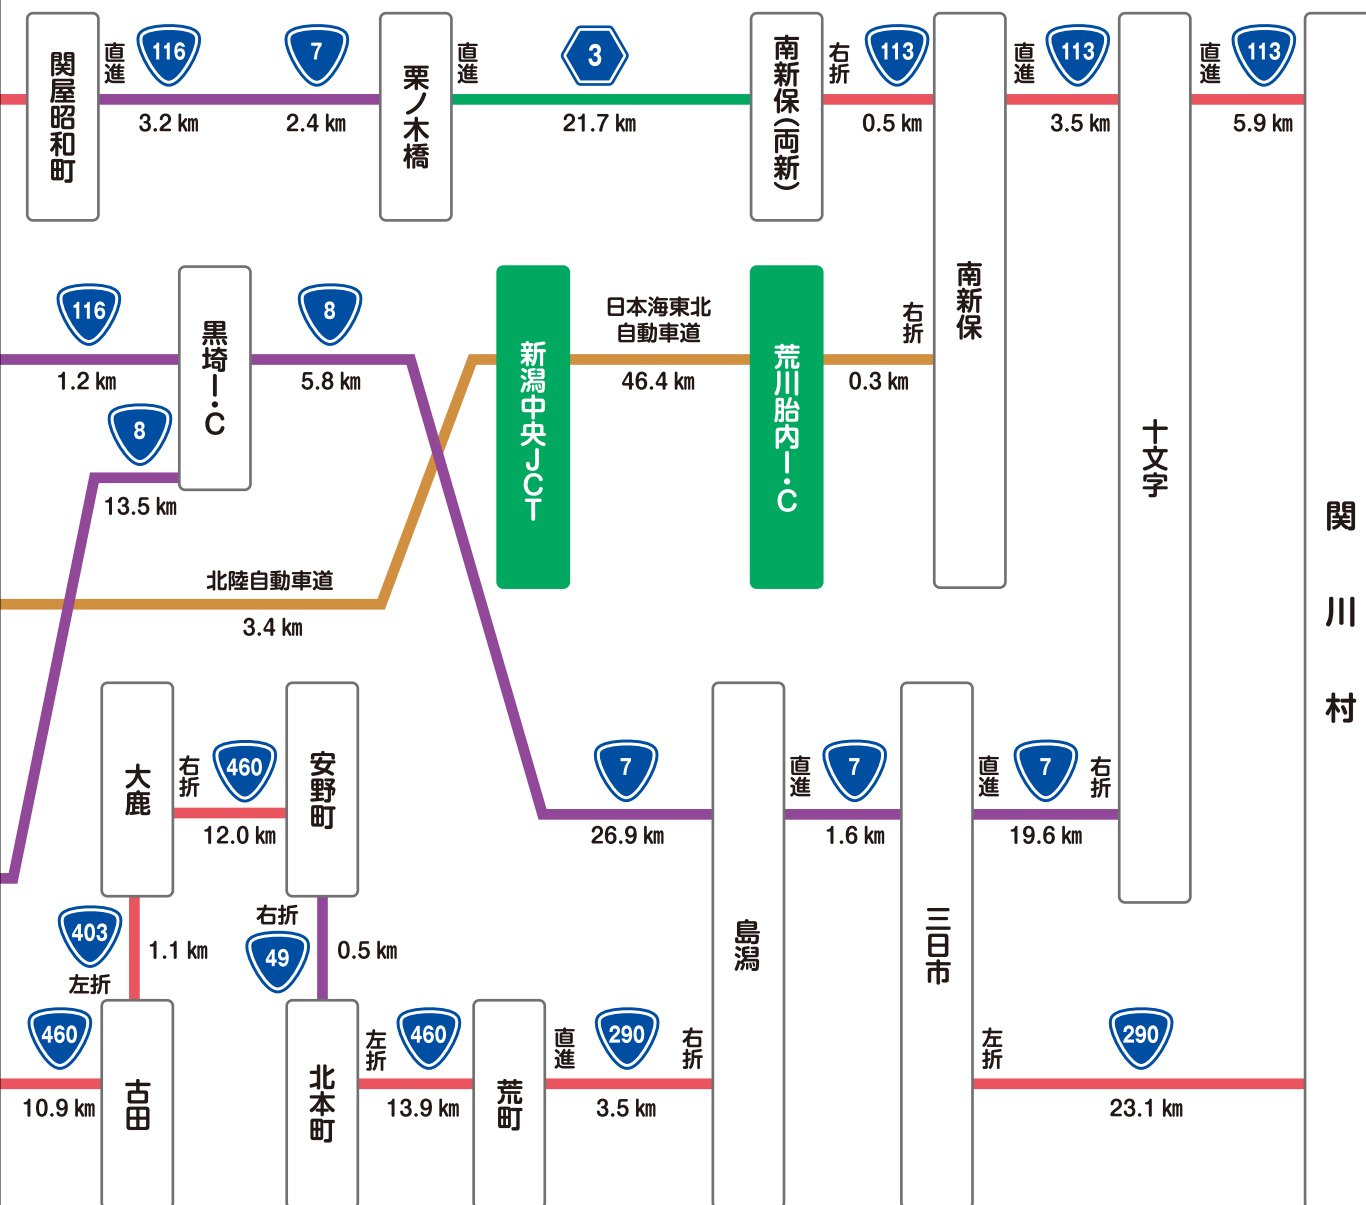 関屋昭和町
直進
116
3.2 km
7
2.4 km
栗ノ木橋
直進
3
21.7 km
南新保(両新)
右折
113
0.5 km
南新保
直進
113
3.5 km
十文字
直進
113
5.9 km
関川村
116
1.2 km
黒埼I・C
8
5.8 km
新潟中央JCT
日本海東北
自動車道
46.4 km
荒川胎内I・C
右折
0.3 km
8
13.5 km
北陸自動車道
3.4 km
大鹿
右折
460
12.0 km
安野町
7
26.9 km
島潟
直進
7
1.6 km
三日市
直進
7
右折
19.6 km
403
左折
1.1 km
右折
49
0.5 km
460
10.9 km
古田
北本町
左折
460
13.9 km
荒町
直進
290
右折
3.5 km
左折
290
23.1 km